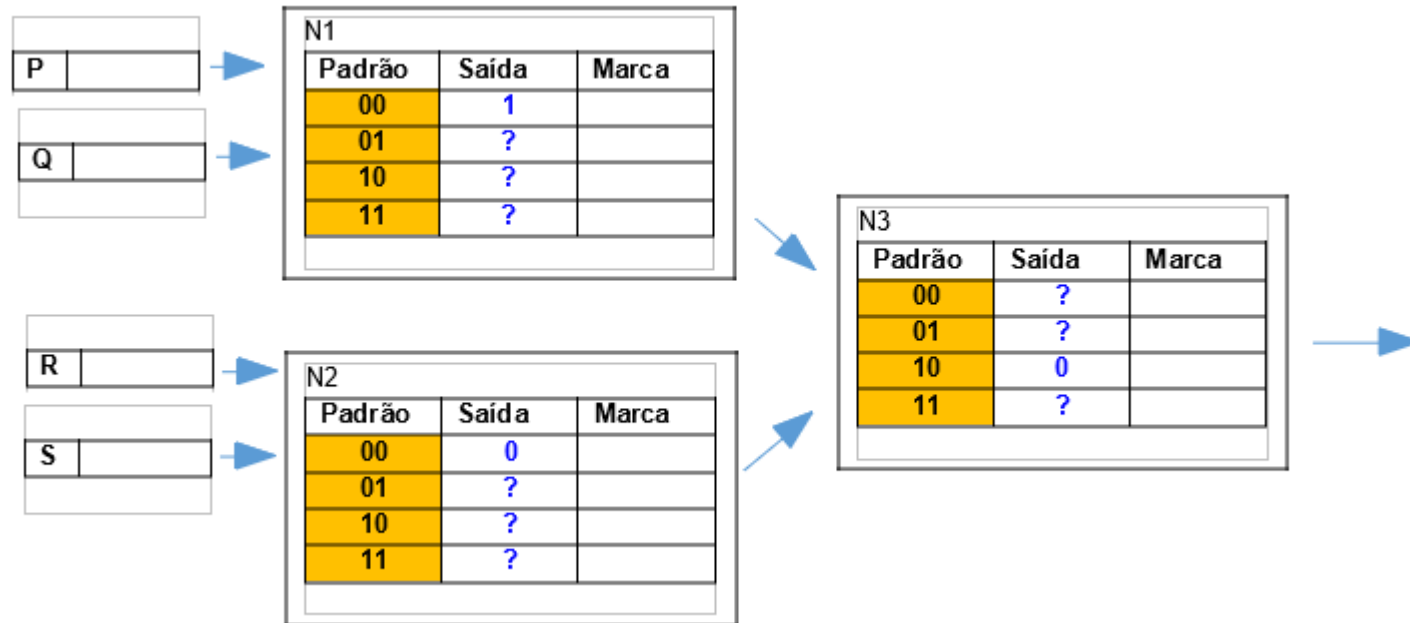 P
Q
N1
Padrão Saída Marca
00 1
01 ?
10 ?
11 ?
R
S
N2
Padrão Saída Marca
00 0
01 ?
10 ?
11 ?
N3
Padrão Saída Marca
00 ?
01 ?
10 0
11 ?